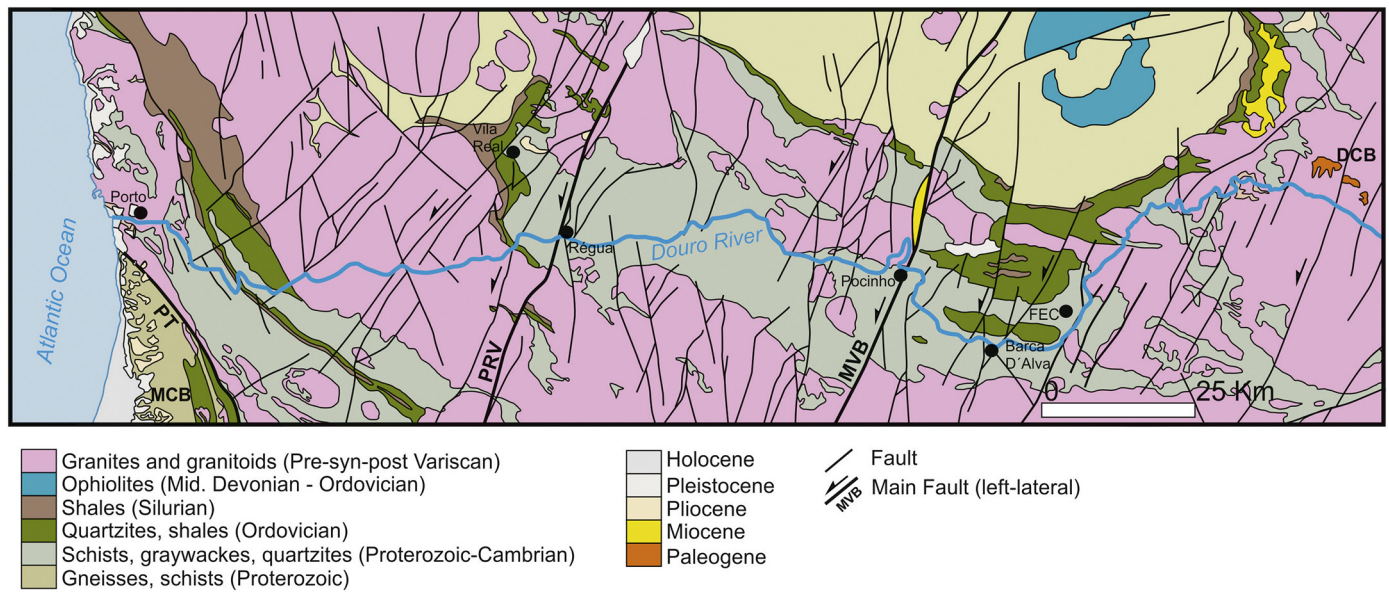 Vila
Real
DCB
Porto
Atlantic Ocean
Régua
Douro River
Pocinho
FEC
PT
PRV
MVB
Barca
D´Alva
MCB
0 25 Km
Granites and granitoids (Pre-syn-post Variscan)
Ophiolites (Mid. Devonian - Ordovician)
Shales (Silurian)
Quartzites, shales (Ordovician)
Schists, graywackes, quartzites (Proterozoic-Cambrian)
Gneisses, schists (Proterozoic)
Holocene
Pleistocene
Pliocene
Miocene
Paleogene
Fault
MVB
Main Fault (left-lateral)